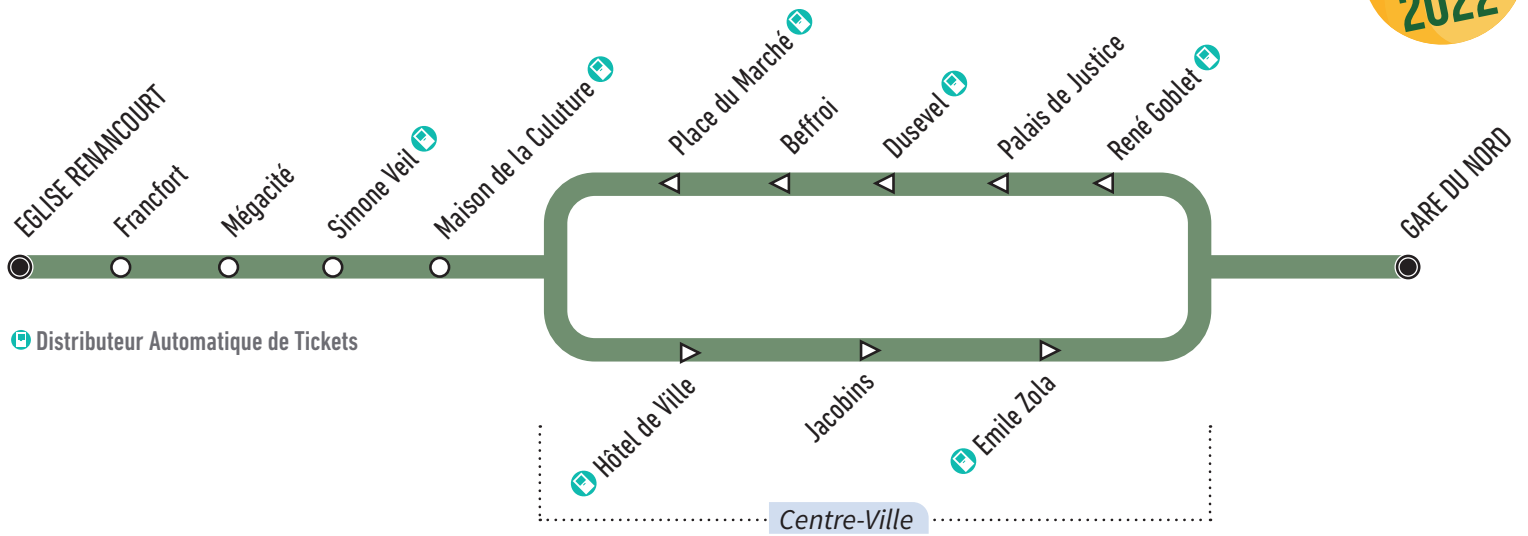 2022
EGLISE RENANCOURT
Francfort
Mégacité
Simone Veil
Maison de la Culuture
Place du Marché
Beffroi
Dusevel
Palais de Justice
René Goblet
GARE DU NORD
Distributeur Automatique de Tickets
Hôtel de Ville
Jacobins
Emile Zola
Centre-Ville